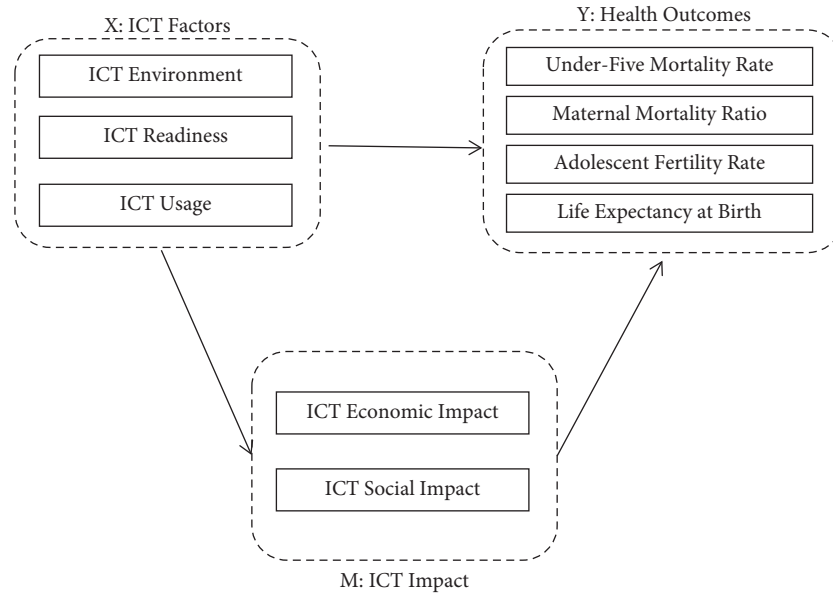 X: ICT Factors
ICT Environment
ICT Readiness
ICT Usage
Y: Health Outcomes
Under-Five Mortality Rate
Maternal Mortality Ratio
Adolescent Fertility Rate
Life Expectancy at Birth
ICT Economic Impact
ICT Social Impact
M: ICT Impact